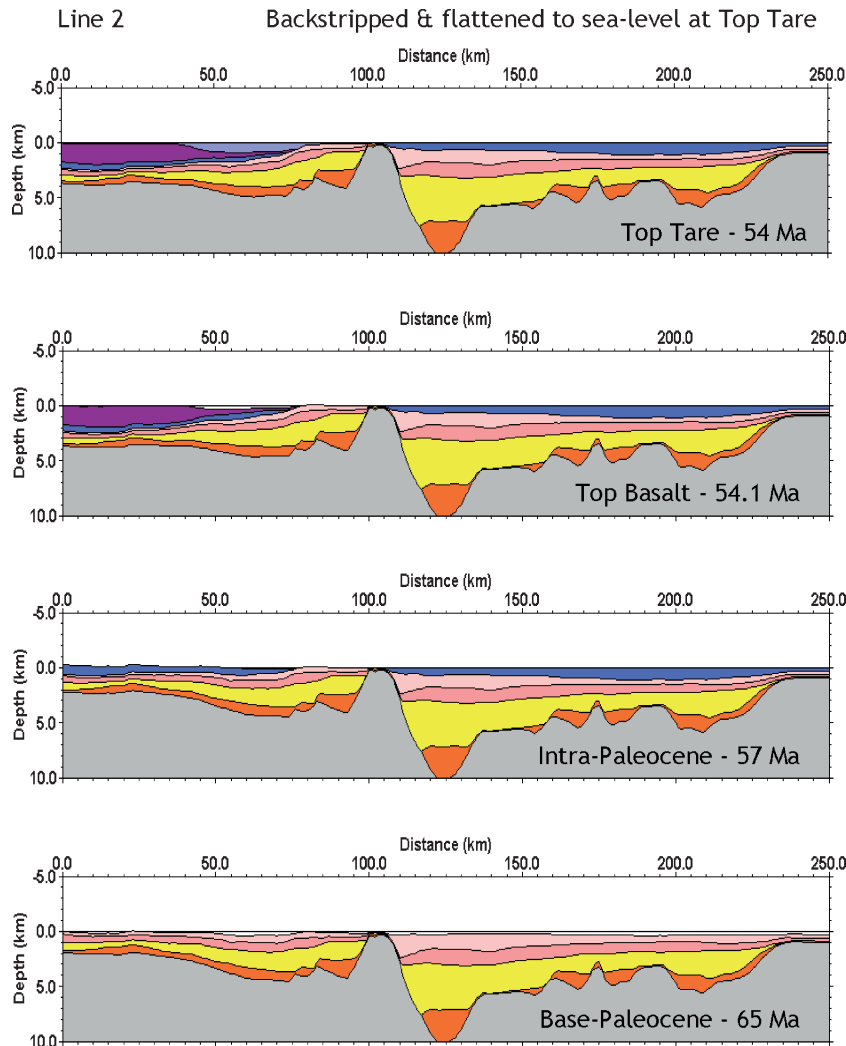 Line 2 Backstripped & flattened to sea-level at Top Tare
Distance (km)
0.0 50.0 100.0 150.0 200.0 250.0
-5.0
0.0
5.0
10.0
Depth (km)
Top Tare - 54 Ma
Distance (km)
0.0 50.0 100.0 150.0 200.0 250.0
-5.0
0.0
5.0
10.0
Depth (km)
Top Basalt - 54.1 Ma
Distance (km)
0.0 50.0 100.0 150.0 200.0 250.0
-5.0
0.0
5.0
10.0
Depth (km)
Intra-Paleocene - 57 Ma
Distance (km)
0.0 50.0 100.0 150.0 200.0 250.0
-5.0
0.0
5.0
10.0
Depth (km)
Base-Paleocene - 65 Ma